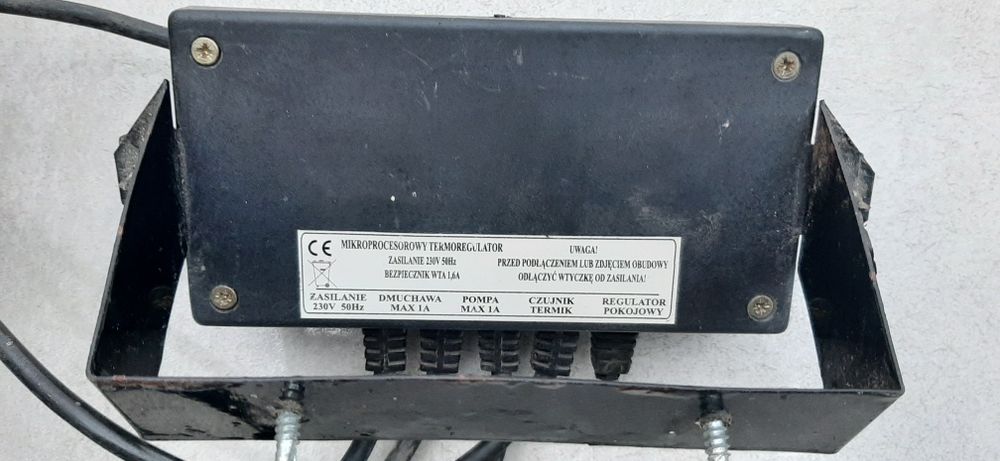 CE
MIKROPROCESOROWY TERMOREGULATOR
ZASILANIE 230V 50Hz
BEZPIECZNIK WTA 1,6A
UWAGA!
PRZED PODŁĄCZENIEM LUB ZDJĘCIEM OBUDOWY
ODŁĄCZYĆ WTYCZKĘ OD ZASILANIA!
ZASILANIE
230V 50Hz
DMUCHAWA
MAX 1A
POMPA
MAX 1A
CZUJNIK
TERMIK
REGULATOR
POKOJOWY